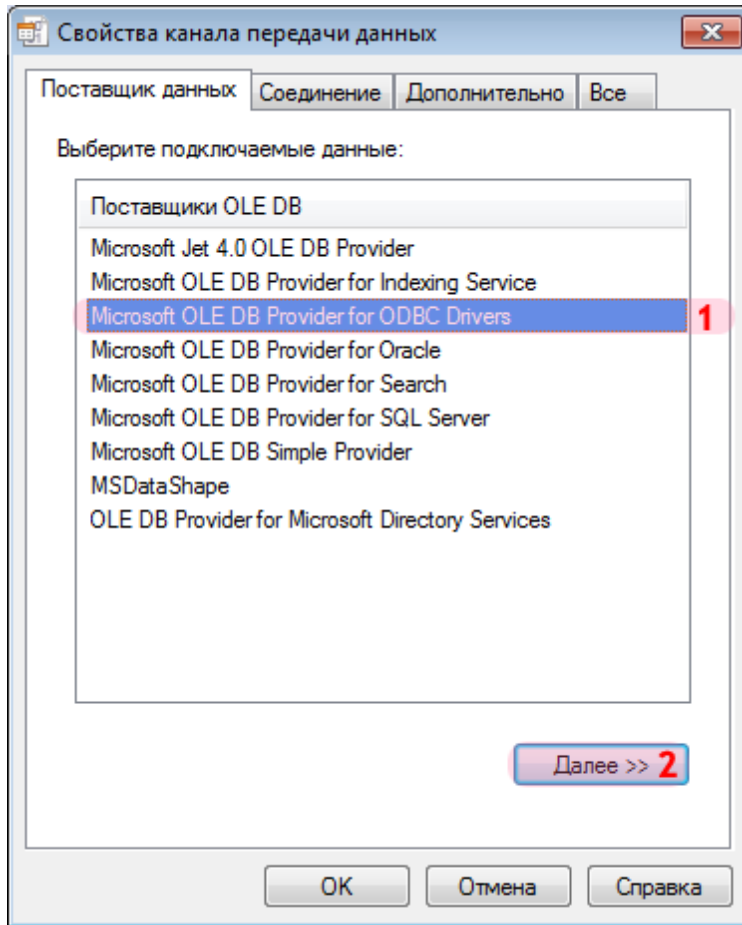 Свойства канала передачи данных
Поставщик данных Соединение Дополнительно Все
Выберите подключаемые данные:
Поставщики OLE DB
Microsoft Jet 4.0 OLE DB Provider
Microsoft OLE DB Provider for Indexing Service
Microsoft OLE DB Provider for ODBC Drivers 1
Microsoft OLE DB Provider for Oracle
Microsoft OLE DB Provider for Search
Microsoft OLE DB Provider for SQL Server
Microsoft OLE DB Simple Provider
MSDataShape
OLE DB Provider for Microsoft Directory Services
Далее >> 2
ОК Отмена Справка